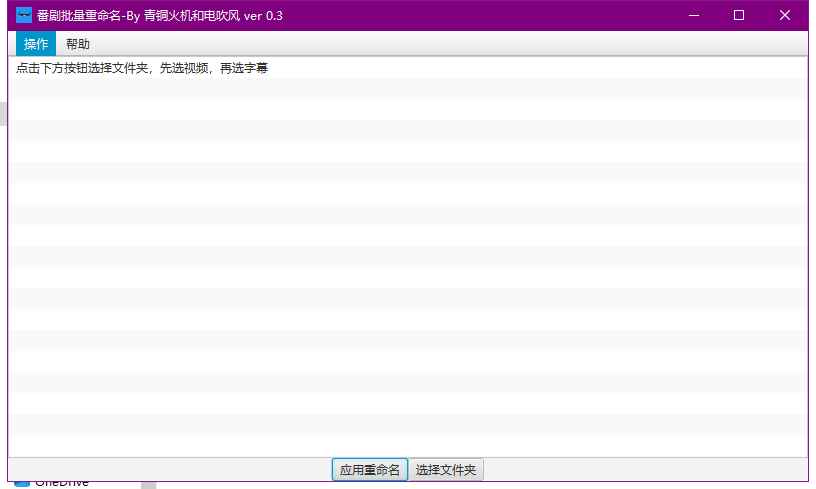 番剧批量重命名-By 青铜火机和电吹风 ver 0.3
操作 帮助
点击下方按钮选择文件夹，先选视频，再选字幕
应用重命名 选择文件夹
OneDrive